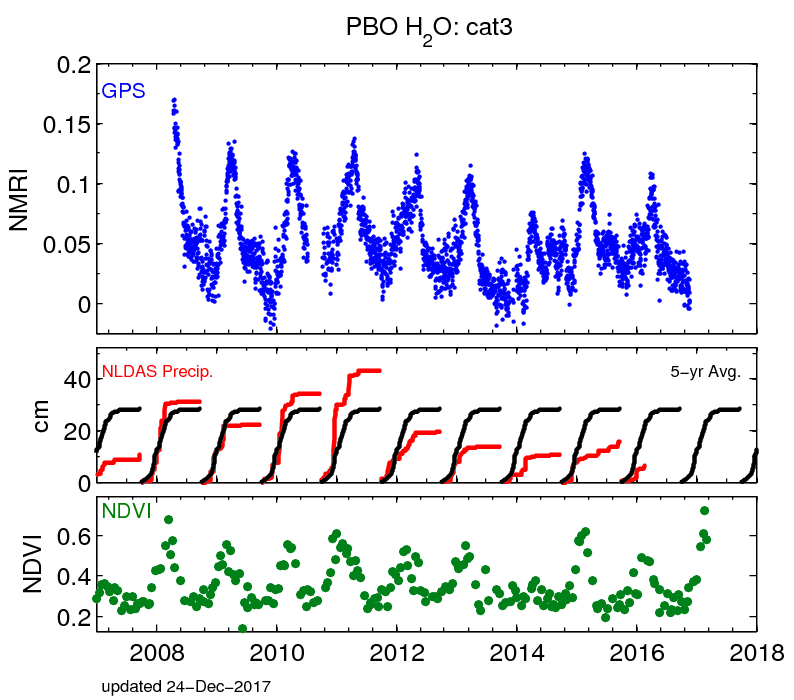 PBO H2O: cat3
0.2
GPS
0.15
0.1
0.05
0
NMRI
NLDAS Precip.
5−yr Avg.
40
20
0
cm
NDVI
0.6
0.4
0.2
NDVI
2008 2010 2012 2014 2016 2018
updated 24−Dec−2017